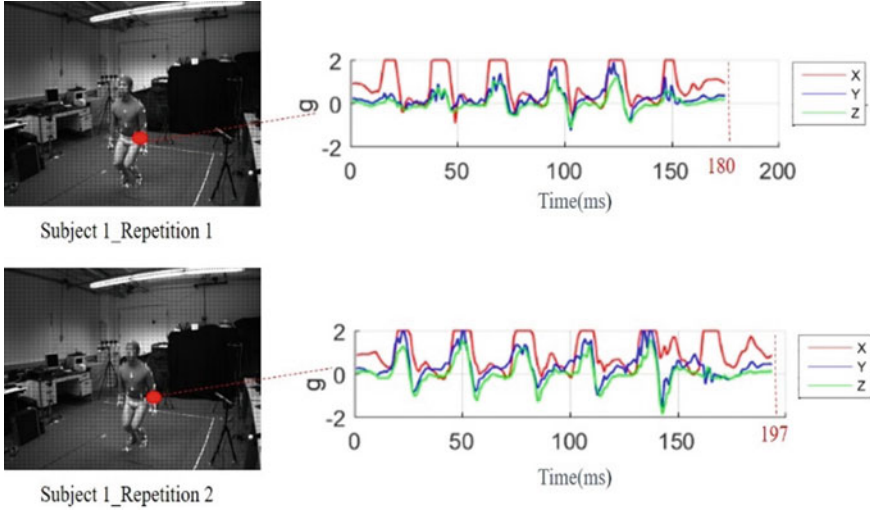 2
0
-2
g
0
50
100
150
200
180
Time(ms)
X
Y
Z
Subject 1_Repetition 1
2
0
-2
g
0
50
100
150
197
Time(ms)
X
Y
Z
Subject 1_Repetition 2